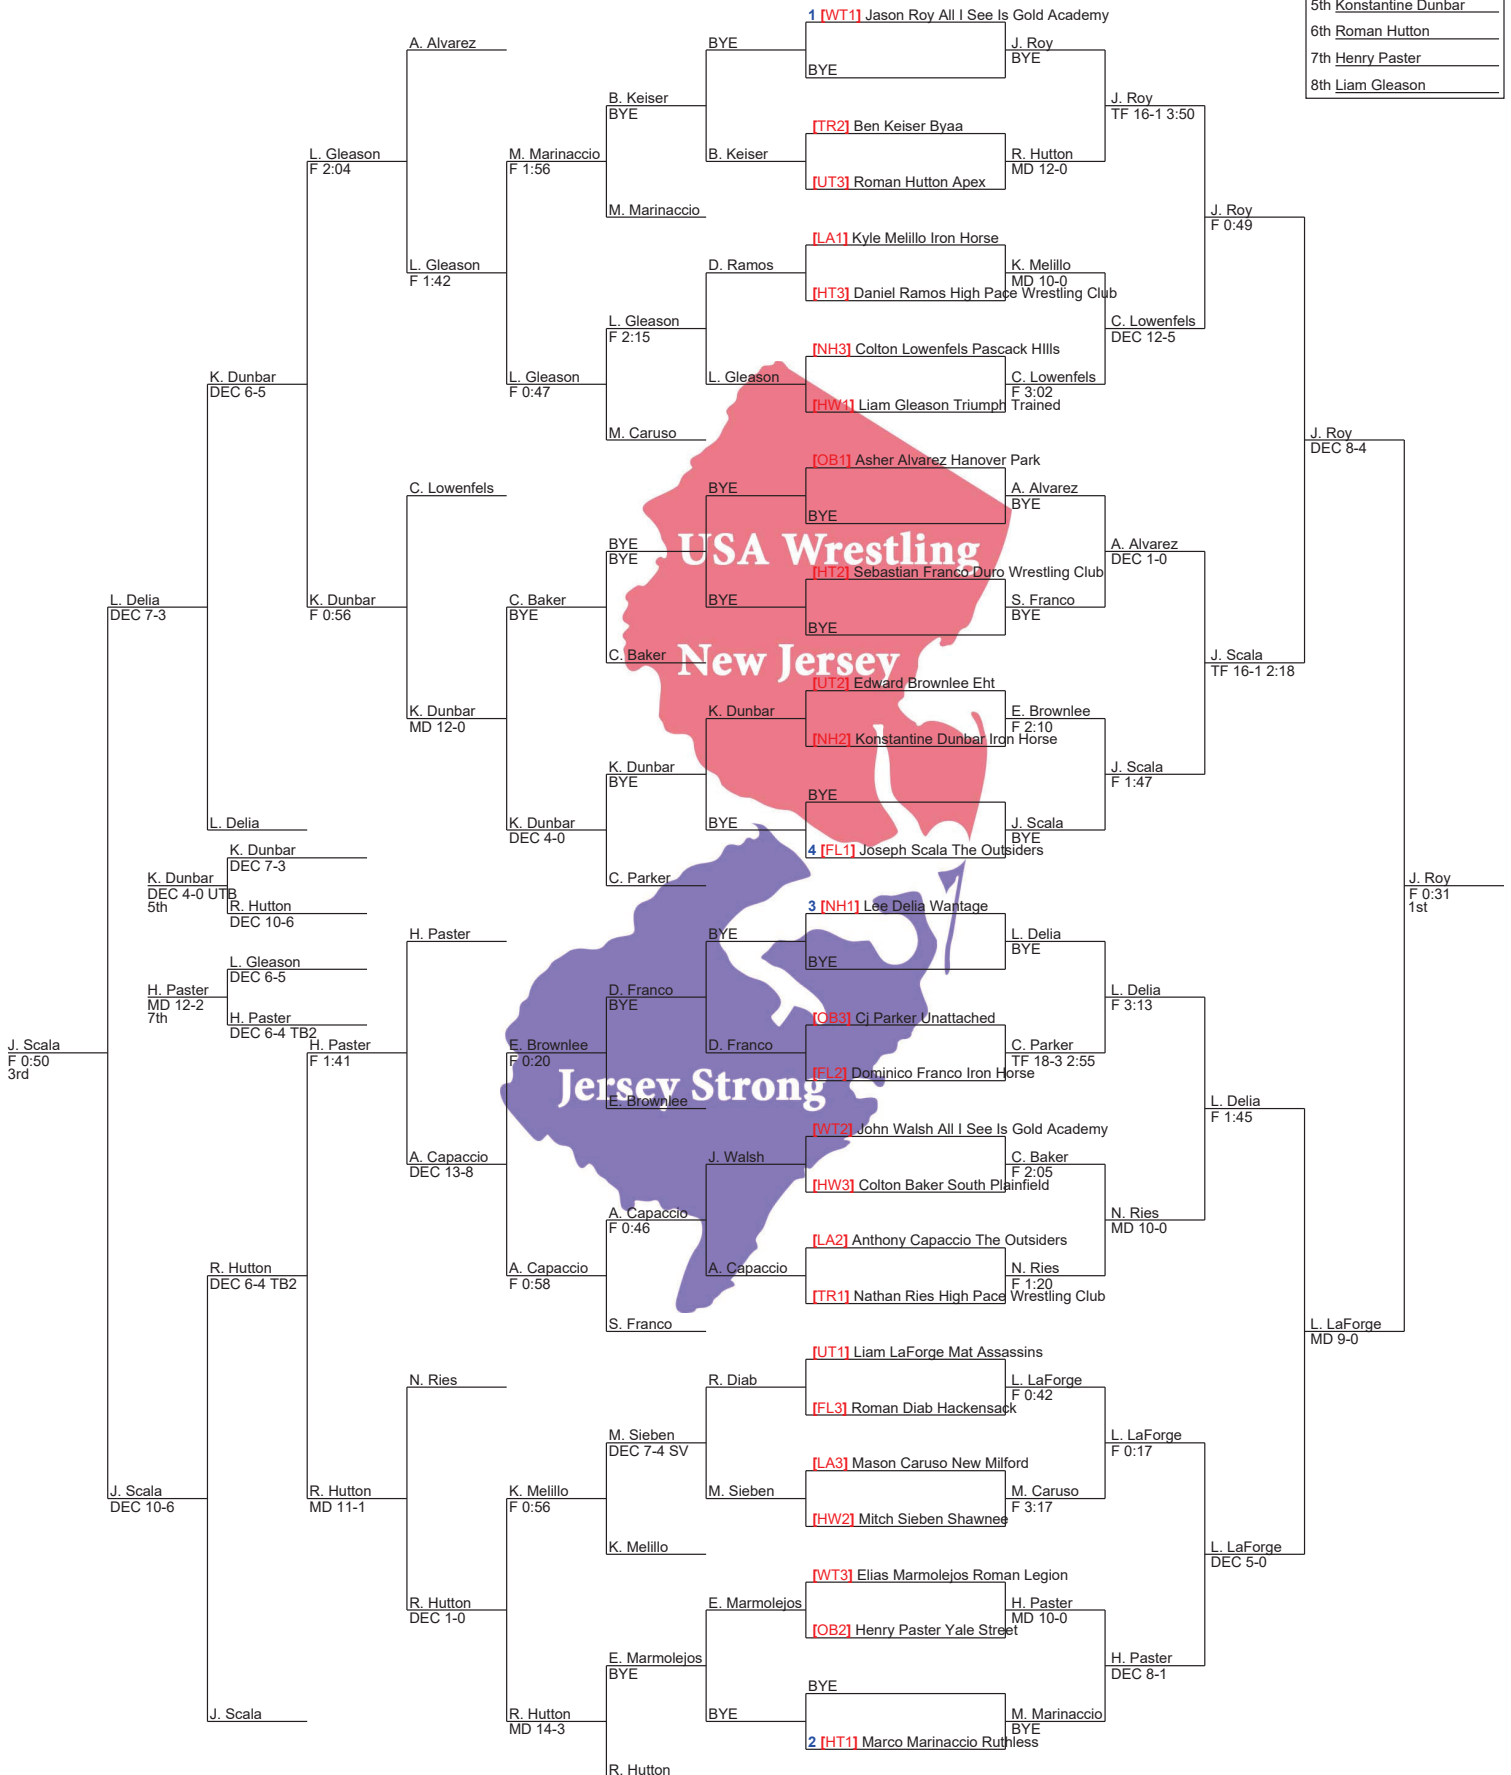 5th Konstantine Dunbar
6th Roman Hutton
7th Henry Paster
8th Liam Gleason
1 [WT1] Jason Roy All I See Is Gold Academy
A. Alvarez
BYE
J. Roy
BYE
BYE
B. Keiser
BYE
J. Roy
TF 16-1 3:50
[TR2] Ben Keiser Byaa
L. Gleason
F 2:04
M. Marinaccio
F 1:56
B. Keiser
R. Hutton
MD 12-0
[UT3] Roman Hutton Apex
M. Marinaccio
J. Roy
F 0:49
[LA1] Kyle Melillo Iron Horse
L. Gleason
F 1:42
D. Ramos
K. Melillo
MD 10-0
[HT3] Daniel Ramos High Pace Wrestling Club
L. Gleason
F 2:15
C. Lowenfels
DEC 12-5
[NH3] Colton Lowenfels Pascack HIlls
K. Dunbar
DEC 6-5
L. Gleason
F 0:47
L. Gleason
C. Lowenfels
F 3:02
[HW1] Liam Gleason Triumph Trained
M. Caruso
J. Roy
DEC 8-4
[OB1] Asher Alvarez Hanover Park
C. Lowenfels
BYE
A. Alvarez
BYE
BYE
BYE
BYE
USA Wrestling
A. Alvarez
DEC 1-0
[HT2] Sebastian Franco Duro Wrestling Club
L. Delia
DEC 7-3
K. Dunbar
F 0:56
C. Baker
BYE
BYE
S. Franco
BYE
BYE
C. Baker
New Jersey
J. Scala
TF 16-1 2:18
[UT2] Edward Brownlee Eht
K. Dunbar
MD 12-0
K. Dunbar
E. Brownlee
F 2:10
[NH2] Konstantine Dunbar Iron Horse
K. Dunbar
BYE
J. Scala
F 1:47
BYE
L. Delia
K. Dunbar
DEC 4-0
BYE
J. Scala
BYE
4 [FL1] Joseph Scala The Outsiders
K. Dunbar
DEC 7-3
K. Dunbar
DEC 4-0 UTB
5th
C. Parker
J. Roy
F 0:31
1st
R. Hutton
DEC 10-6
3 [NH1] Lee Delia Wantage
H. Paster
BYE
L. Delia
BYE
BYE
L. Gleason
DEC 6-5
H. Paster
MD 12-2
7th
D. Franco
BYE
L. Delia
F 3:13
H. Paster
DEC 6-4 TB2
[OB3] Cj Parker Unattached
J. Scala
F 0:50
3rd
H. Paster
F 1:41
E. Brownlee
F 0:20
D. Franco
C. Parker
TF 18-3 2:55
[FL2] Dominico Franco Iron Horse
Jersey Strong
E. Brownlee
L. Delia
F 1:45
[WT2] John Walsh All I See Is Gold Academy
A. Capaccio
DEC 13-8
J. Walsh
C. Baker
F 2:05
[HW3] Colton Baker South Plainfield
A. Capaccio
F 0:46
N. Ries
MD 10-0
[LA2] Anthony Capaccio The Outsiders
R. Hutton
DEC 6-4 TB2
A. Capaccio
F 0:58
A. Capaccio
N. Ries
F 1:20
[TR1] Nathan Ries High Pace Wrestling Club
S. Franco
L. LaForge
MD 9-0
[UT1] Liam LaForge Mat Assassins
N. Ries
R. Diab
L. LaForge
F 0:42
[FL3] Roman Diab Hackensack
M. Sieben
DEC 7-4 SV
L. LaForge
F 0:17
[LA3] Mason Caruso New Milford
J. Scala
DEC 10-6
R. Hutton
MD 11-1
K. Melillo
F 0:56
M. Sieben
M. Caruso
F 3:17
[HW2] Mitch Sieben Shawnee
K. Melillo
L. LaForge
DEC 5-0
[WT3] Elias Marmolejos Roman Legion
R. Hutton
DEC 1-0
E. Marmolejos
H. Paster
MD 10-0
[OB2] Henry Paster Yale Street
E. Marmolejos
BYE
H. Paster
DEC 8-1
BYE
J. Scala
R. Hutton
MD 14-3
BYE
M. Marinaccio
BYE
2 [HT1] Marco Marinaccio Ruthless
R. Hutton